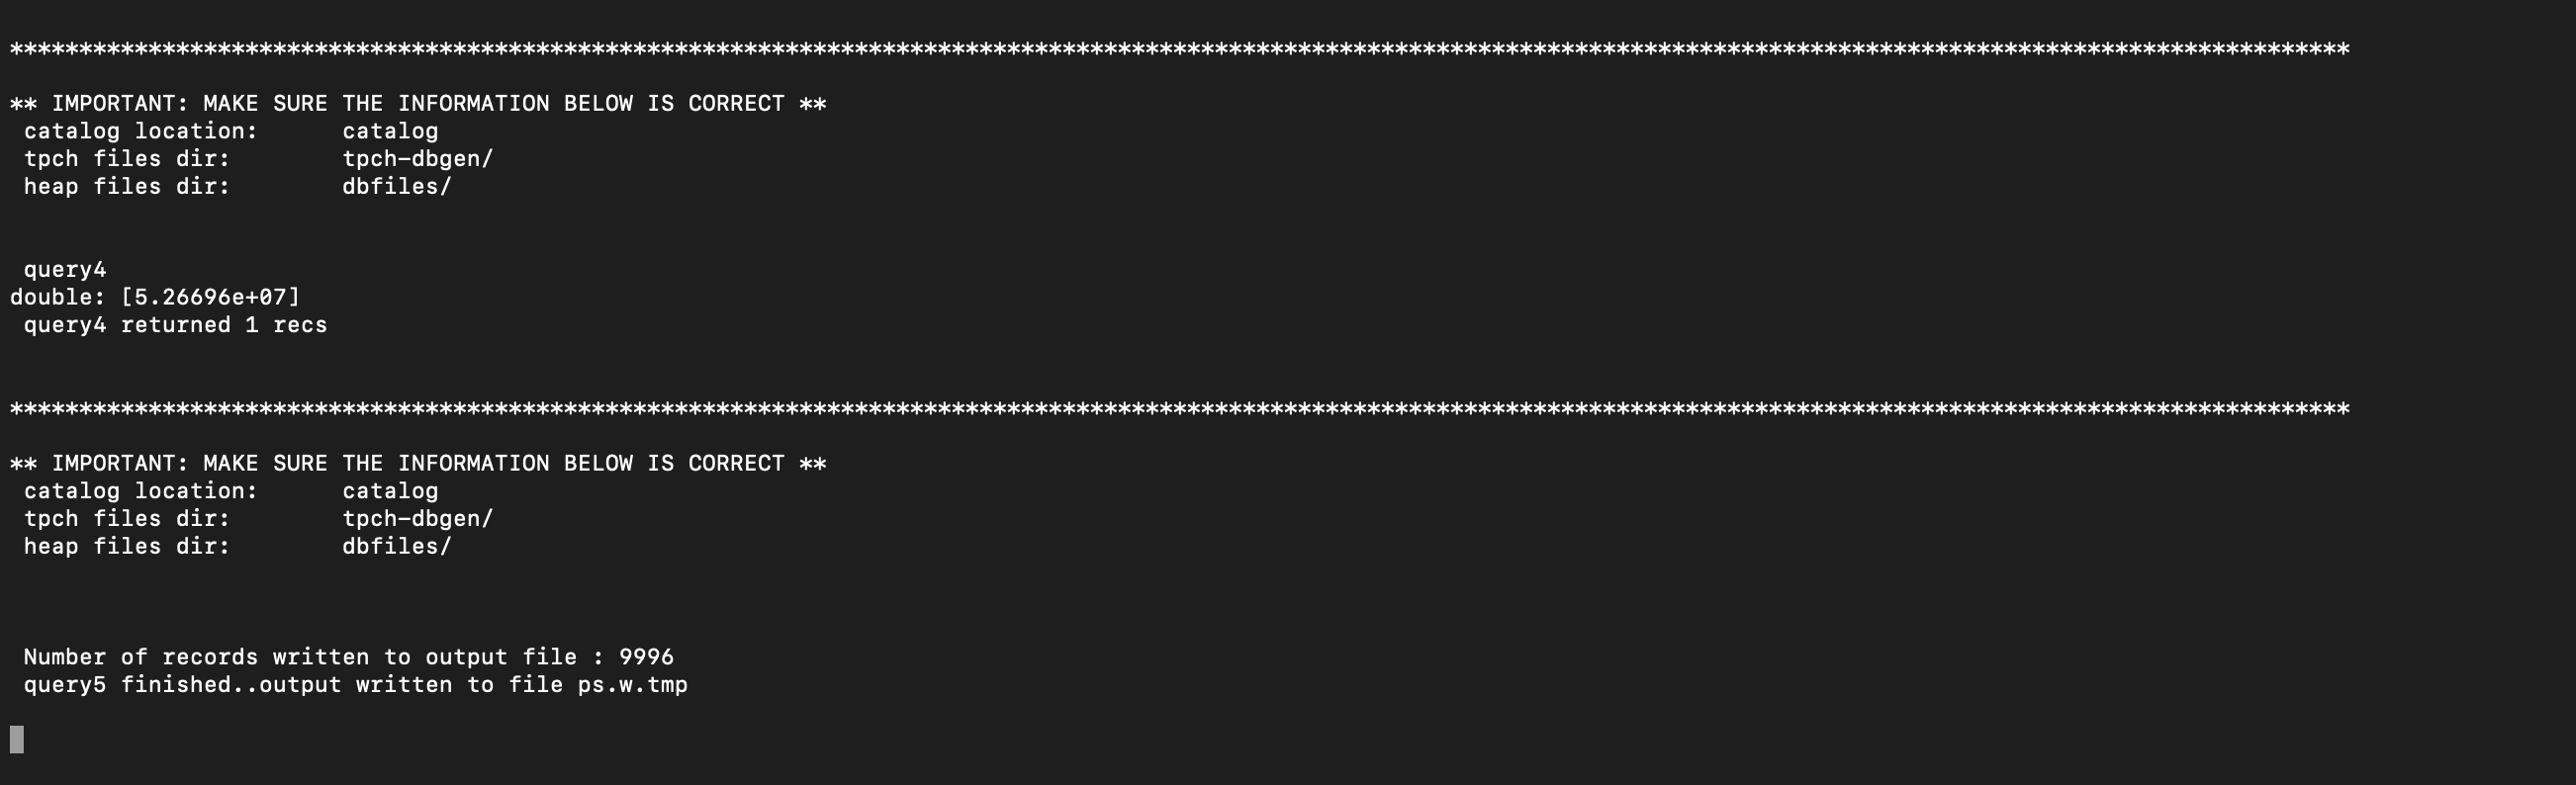 *************************************************************************************************************************************************************************
** IMPORTANT: MAKE SURE THE INFORMATION BELOW IS CORRECT **
 catalog location:      catalog
 tpch files dir:        tpch-dbgen/
 heap files dir:        dbfiles/
 query4
double: [5.26696e+07]
 query4 returned 1 recs
*************************************************************************************************************************************************************************
** IMPORTANT: MAKE SURE THE INFORMATION BELOW IS CORRECT **
 catalog location:      catalog
 tpch files dir:        tpch-dbgen/
 heap files dir:        dbfiles/
 Number of records written to output file : 9996
 query5 finished..output written to file ps.w.tmp